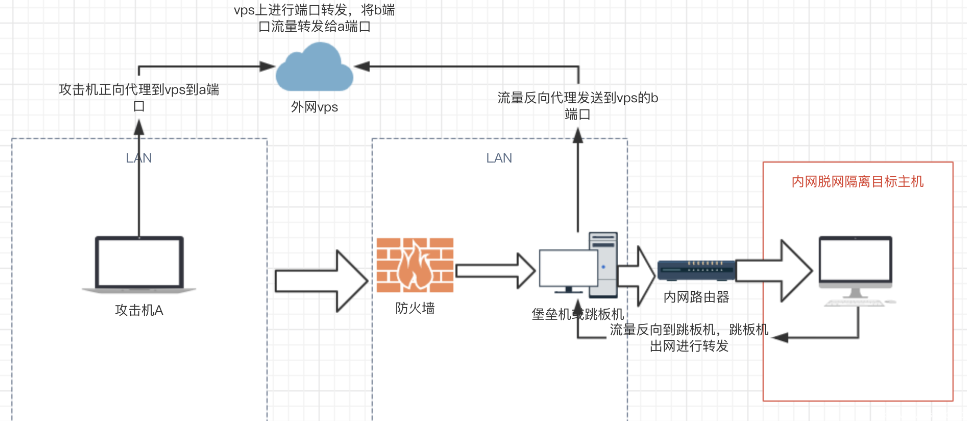 vps上进行端口转发，将b端
口流量转发给a端口
外网vps
攻击机正向代理到vps到a端
口
流量反向代理发送到vps的b
端口
LAN
LAN
内网脱网隔离目标主机
攻击机A
防火墙
堡垒机或跳板机
内网路由器
流量反向到跳板机，跳板机
出网进行转发